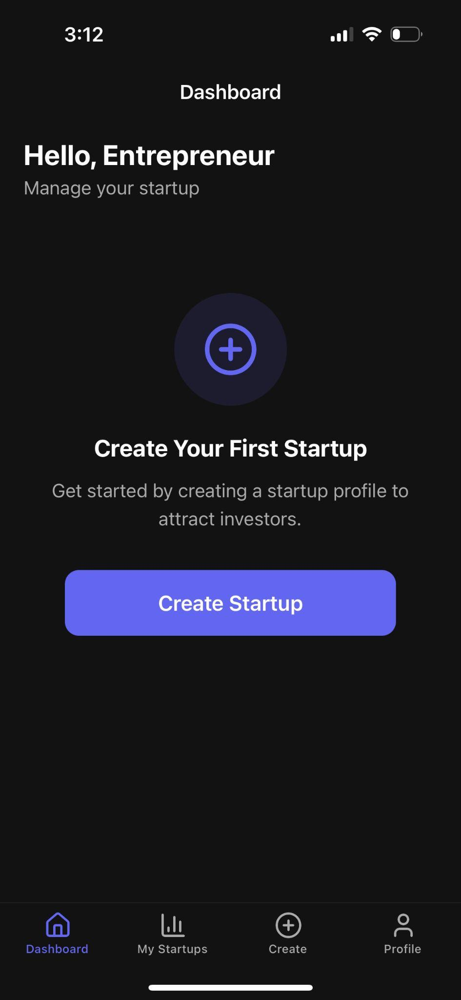 3:12
Dashboard
Hello, Entrepreneur
Manage your startup
Create Your First Startup
Get started by creating a startup profile to
attract investors.
Create Startup
Dashboard
My Startups
Create
Profile